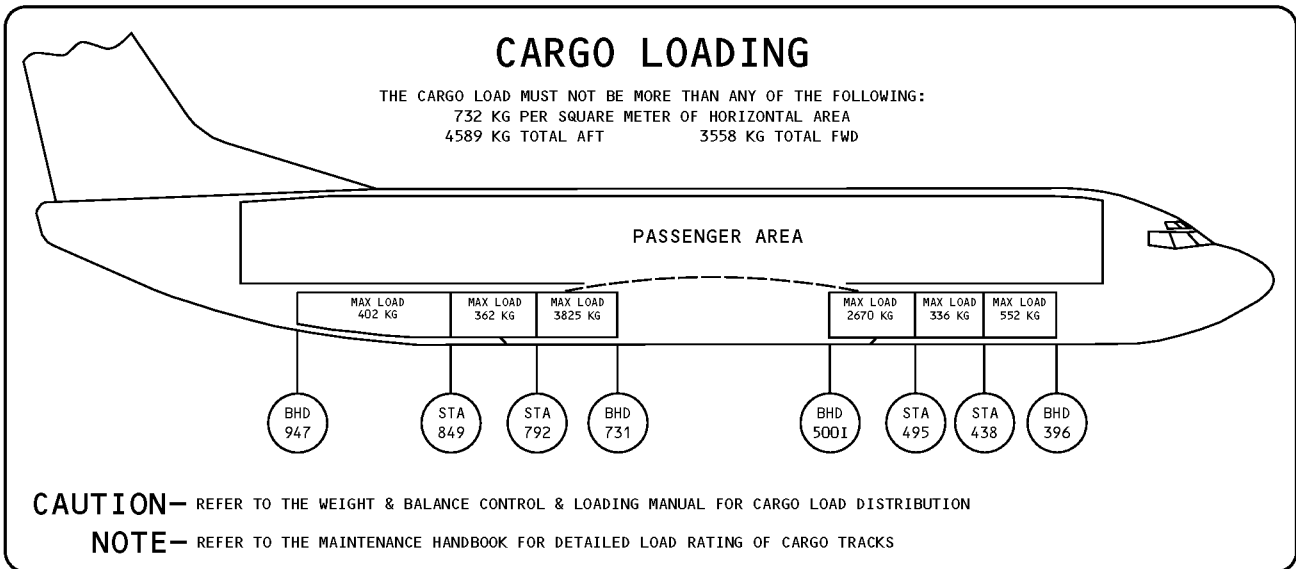 CARGO LOADING
THE CARGO LOAD MUST NOT BE MORE THAN ANY OF THE FOLLOWING:
732 KG PER SQUARE METER OF HORIZONTAL AREA
4589 KG TOTAL AFT 3558 KG TOTAL FWD
PASSENGER AREA
MAX LOAD MAX LOAD MAX LOAD MAX LOAD MAX LOAD MAX LOAD
402 KG 362 KG 3825 KG 2670 KG 336 KG 552 KG
BHD STA STA BHD BHD STA STA BHD
947 849 792 731 500I 495 438 396
CAUTION— REFER TO THE WEIGHT & BALANCE CONTROL & LOADING MANUAL FOR CARGO LOAD DISTRIBUTION
NOTE— REFER TO THE MAINTENANCE HANDBOOK FOR DETAILED LOAD RATING OF CARGO TRACKS